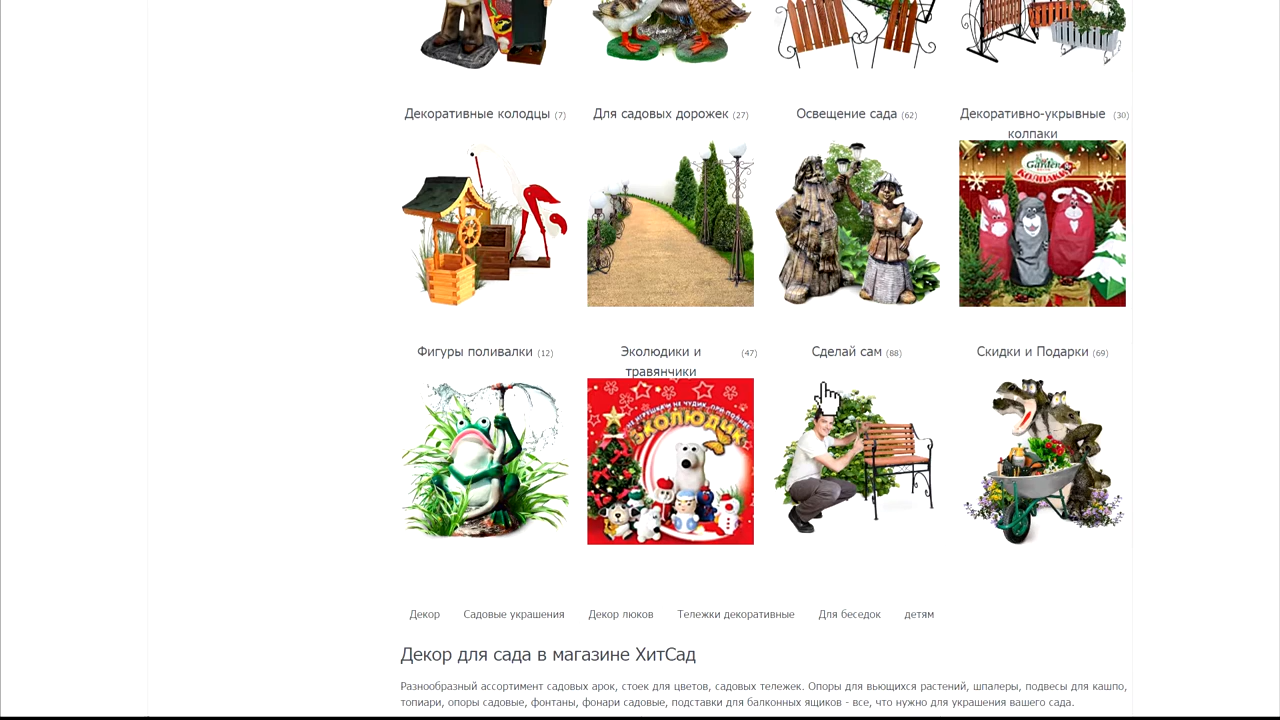 Декоративные колодцы (7)
Для садовых дорожек (27)
Освещение сада (62)
Декоративно-укрывные (30)
колпаки
Garden
КОЛПАКИ
Фигуры поливалки (12)
Эколюдики и (47)
травянчики
Сделай сам (88)
Скидки и Подарки (69)
ЭКОЛЮДИКИ
Декор Садовые украшения Декор люков Тележки декоративные Для беседок детям
Декор для сада в магазине ХитСад
Разнообразный ассортимент садовых арок, стоек для цветов, садовых тележек. Опоры для вьющихся растений, шпалеры, подвесы для кашпо,
топиари, опоры садовые, фонтаны, фонари садовые, подставки для балконных ящиков - все, что нужно для украшения вашего сада.